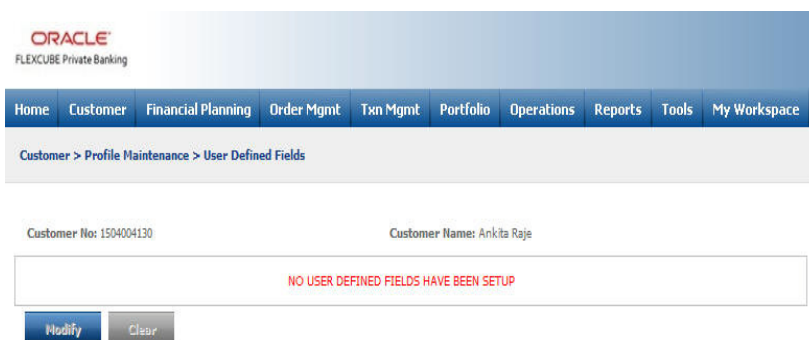 ORACLE
FLEXCUBE Private Banking
Home Customer Financial Planning Order Mgmt Txn Mgmt Portfolio Operations Reports Tools My Workspace
Customer > Profile Maintenance > User Defined Fields
Customer No: 1504004130 Customer Name: Ankita Raje
NO USER DEFINED FIELDS HAVE BEEN SETUP
Modify Clear